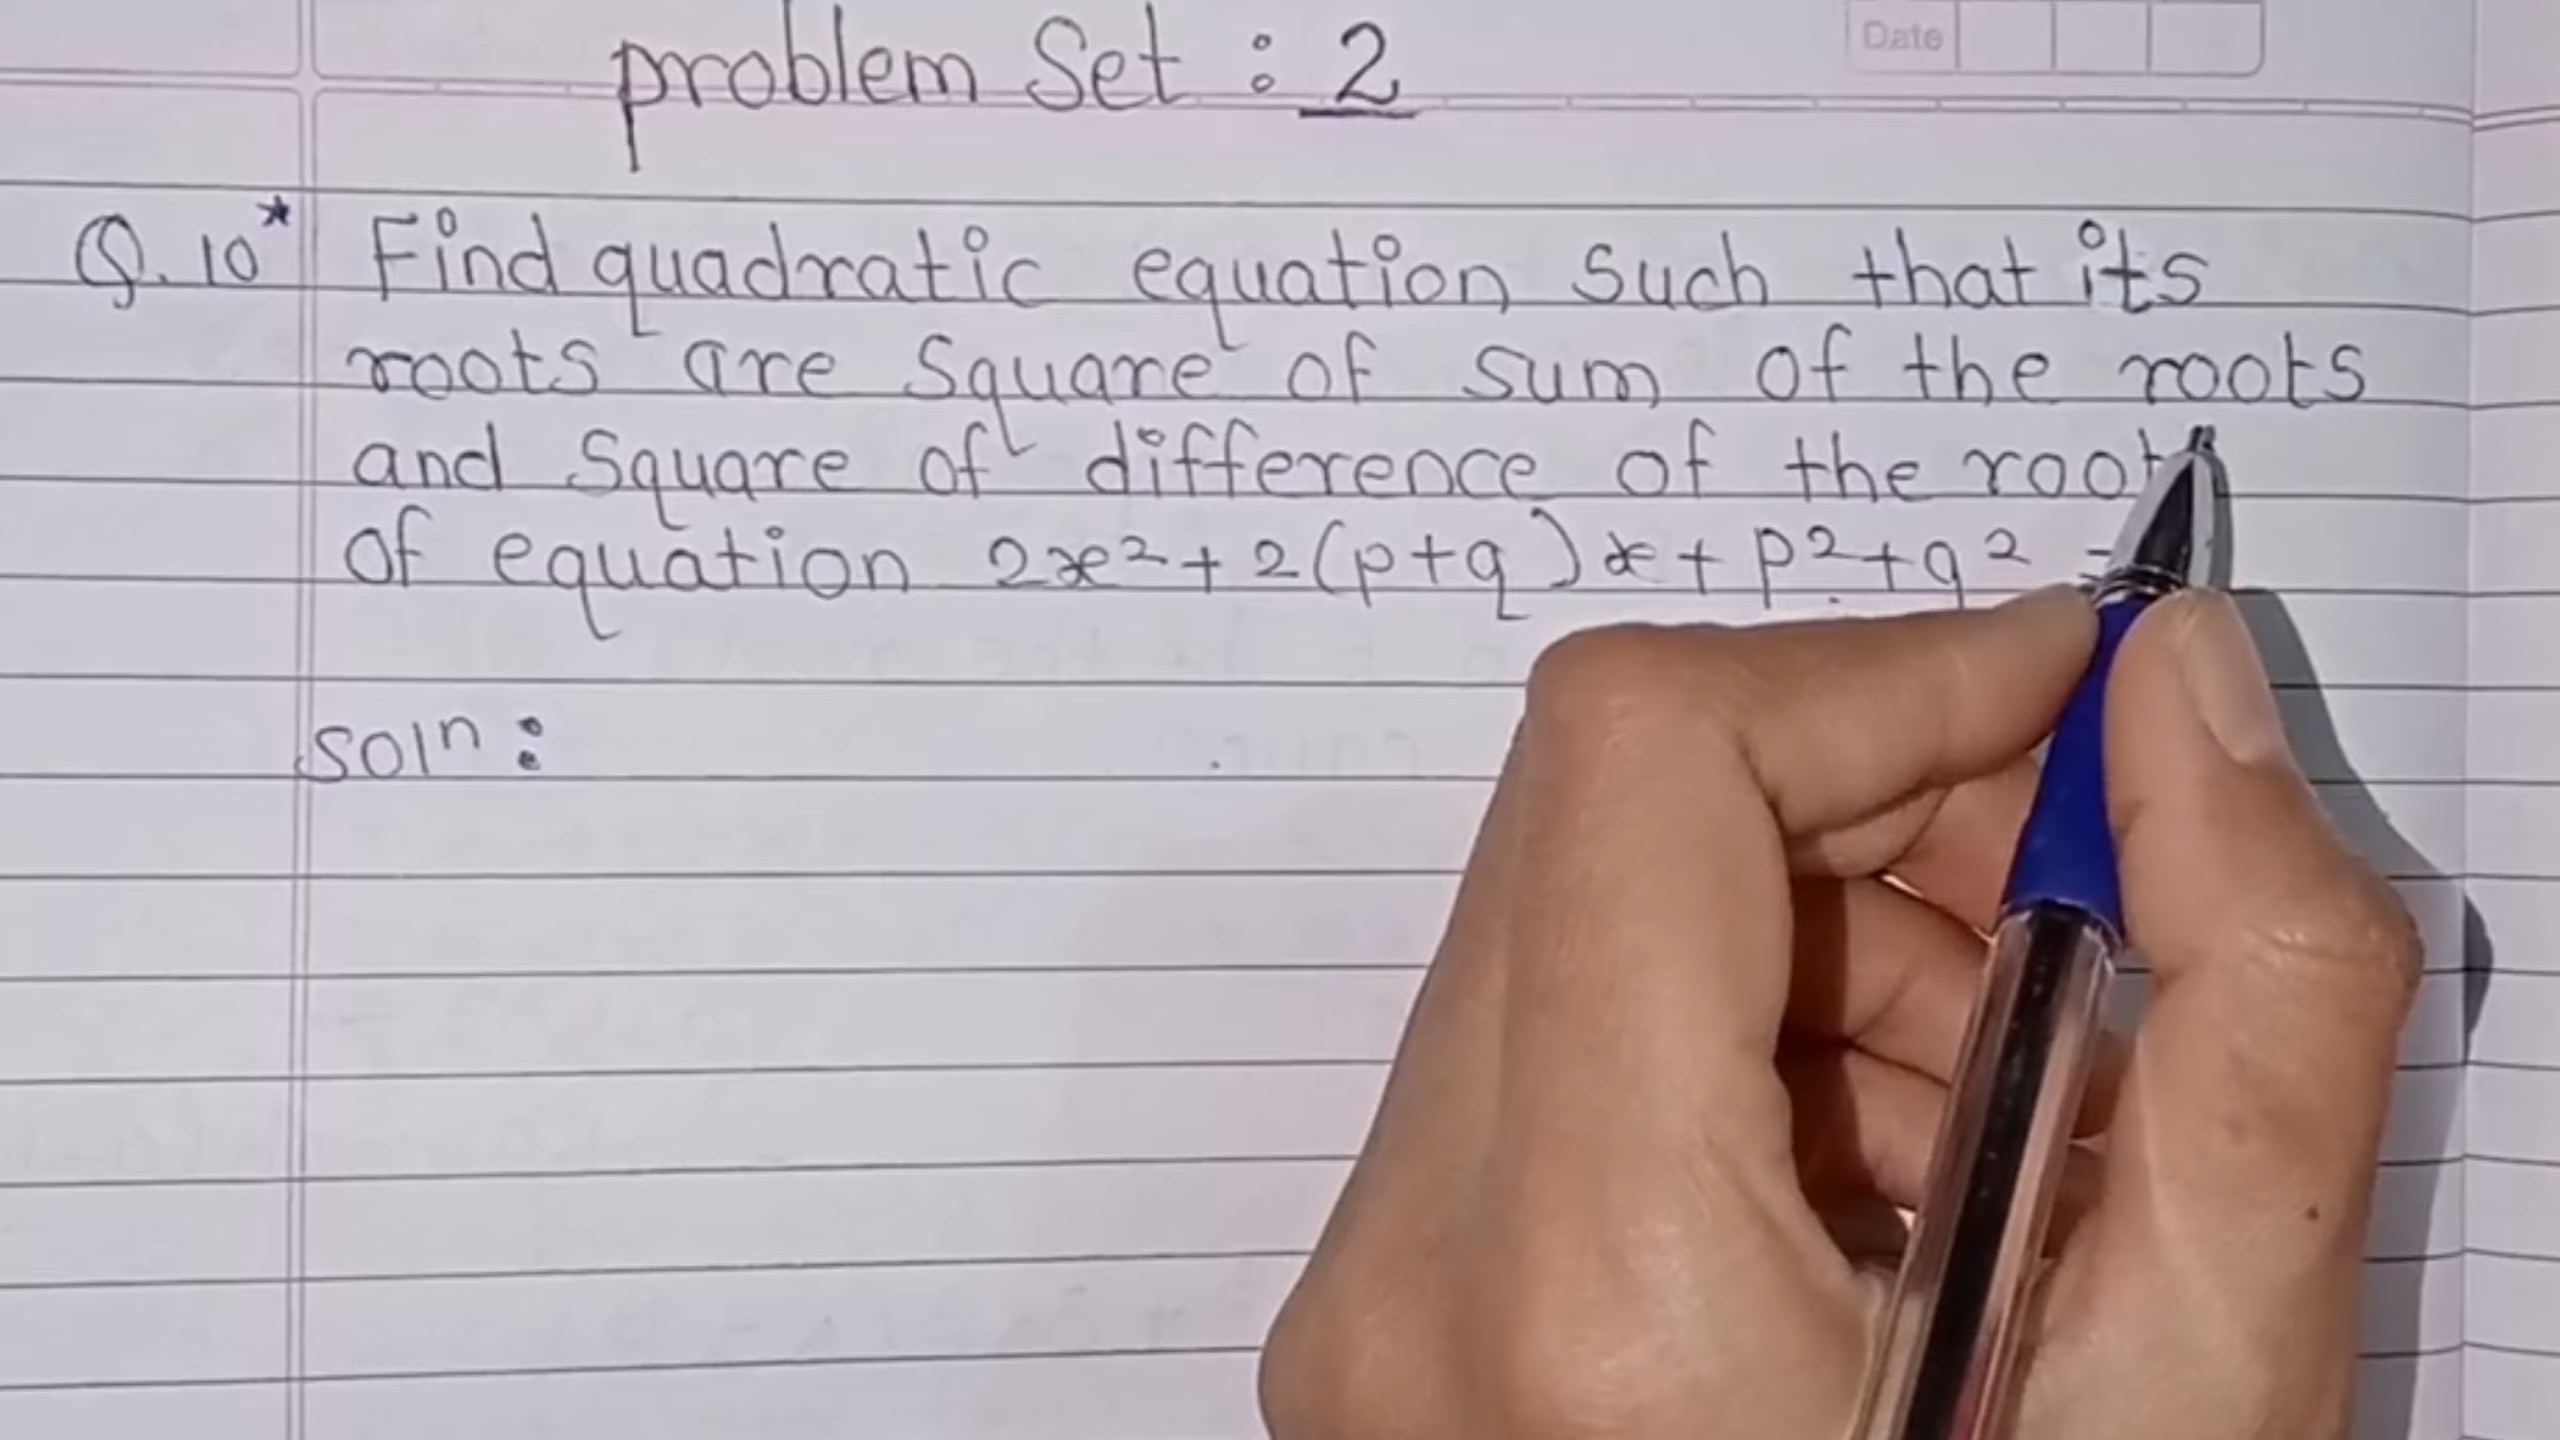 problem Set : 2
Date
Q.10* Find quadratic equation such that its
roots are square of sum of the roots
and square of difference of the
of equation 2x²+2(p+q)x+p²+q²
Solⁿ :